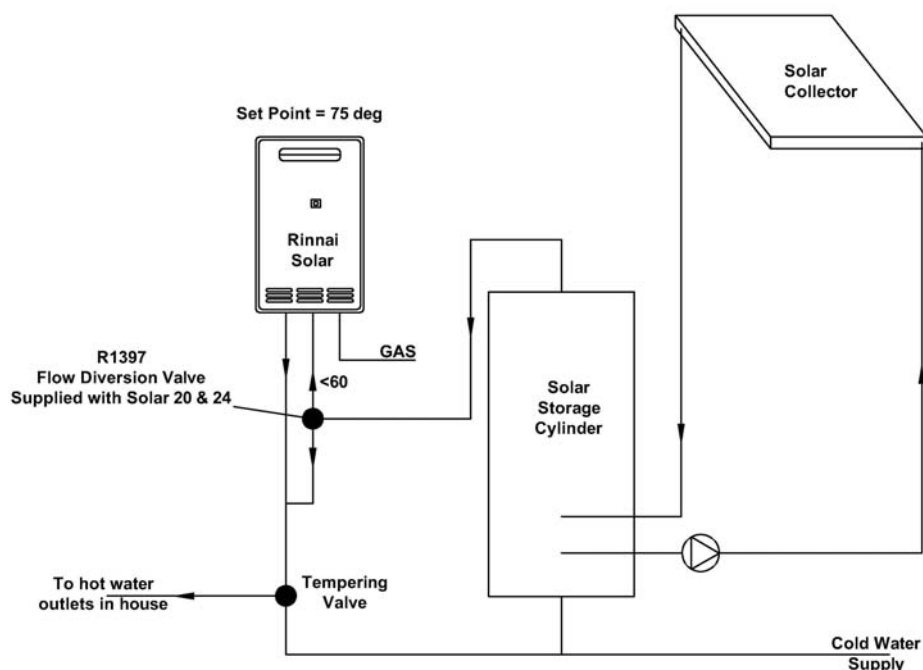 Set Point = 75 deg
Rinnai
Solar
Solar
Collector
R1397
Flow Diversion Valve
Supplied with Solar 20 & 24
<60
GAS
Solar
Storage
Cylinder
To hot water
outlets in house
Tempering
Valve
Cold Water
Supply